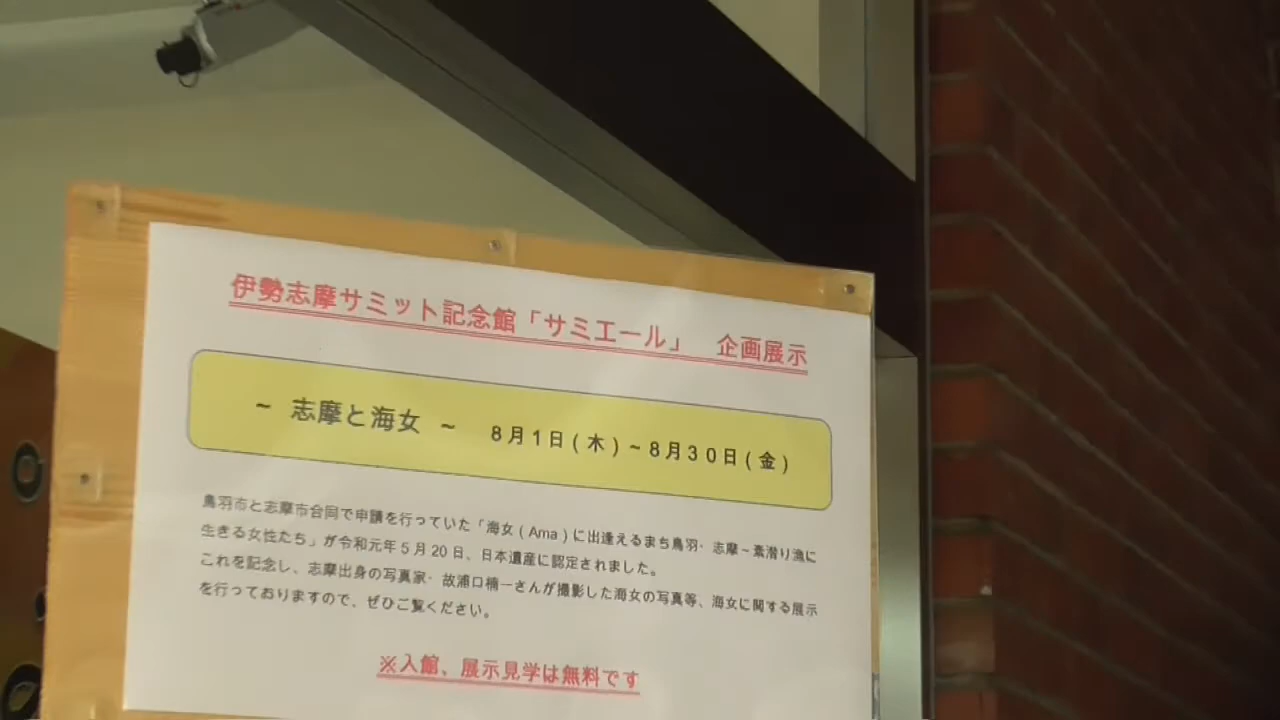 伊勢志摩サミット記念館「サミエール」　企画展示
~ 志摩と海女 ~　8月1日(木)~8月30日(金)
鳥羽市と志摩市合同で申請を行っていた「海女(Ama)に出逢えるまち鳥羽・志摩~素潜り漁に
生きる女性たち」が令和元年5月20日、日本遺産に認定されました。
これを記念し、志摩出身の写真家・故浦口楠一さんが撮影した海女の写真等、海女に関する展示
を行っておりますので、ぜひご覧ください。
※入館、展示見学は無料です